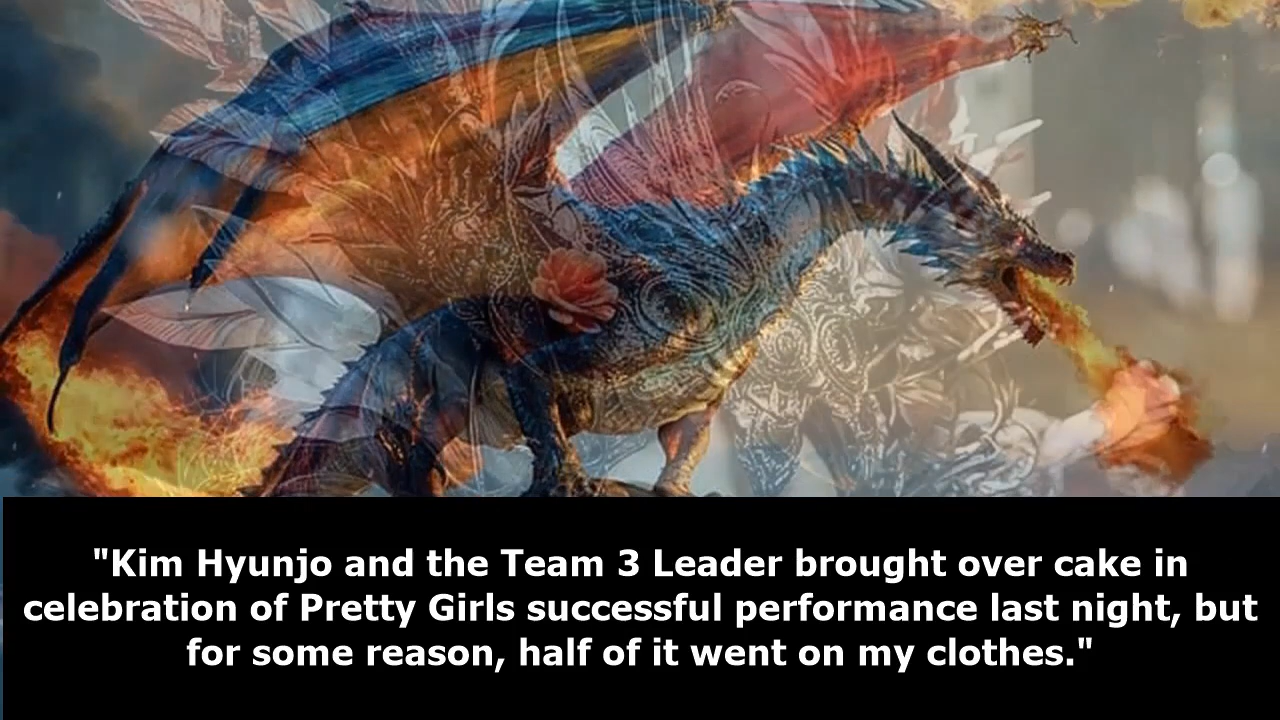 "Kim Hyunjo and the Team 3 Leader brought over cake in
celebration of Pretty Girls successful performance last night, but
for some reason, half of it went on my clothes."